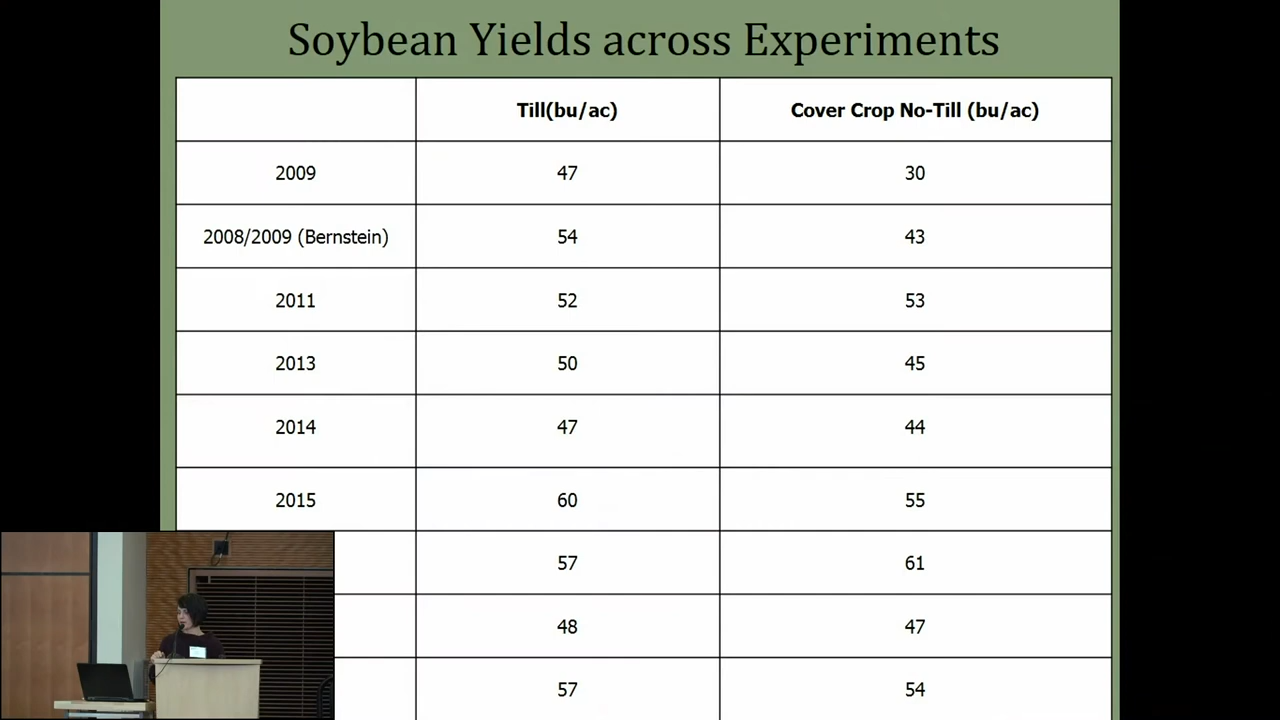 Soybean Yields across Experiments
Till(bu/ac) Cover Crop No-Till (bu/ac)
2009 47 30
2008/2009 (Bernstein) 54 43
2011 52 53
2013 50 45
2014 47 44
2015 60 55
57 61
48 47
57 54